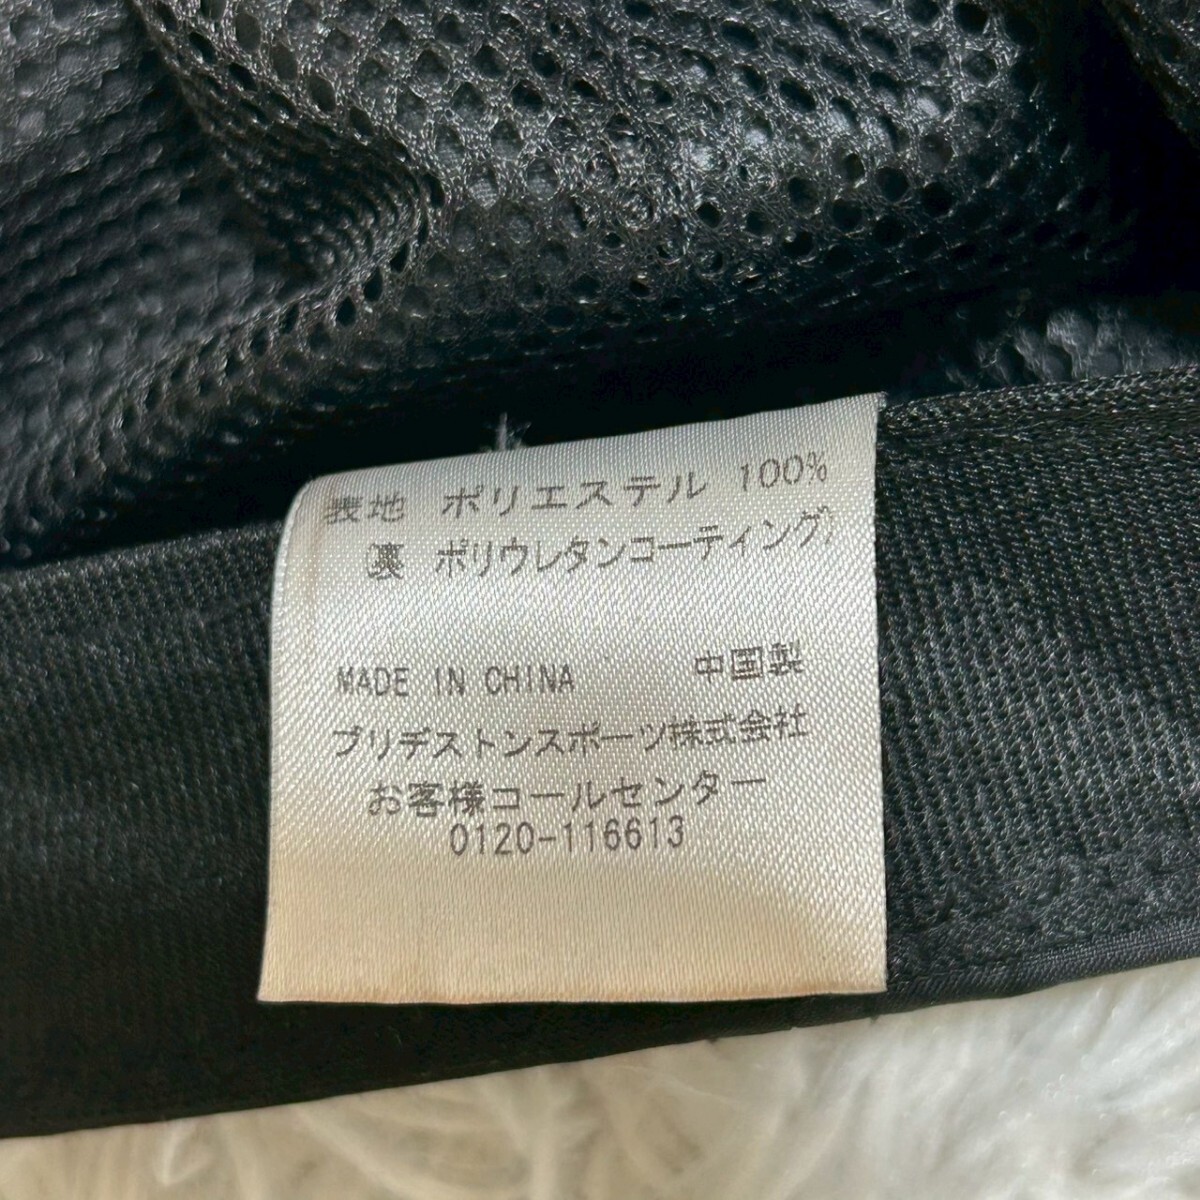 表地 ポリエステル 100%
(裏 ポリウレタンコーティング)
MADE IN CHINA 中国製
ブリヂストンスポーツ株式会社
お客様コールセンター
0120-116613